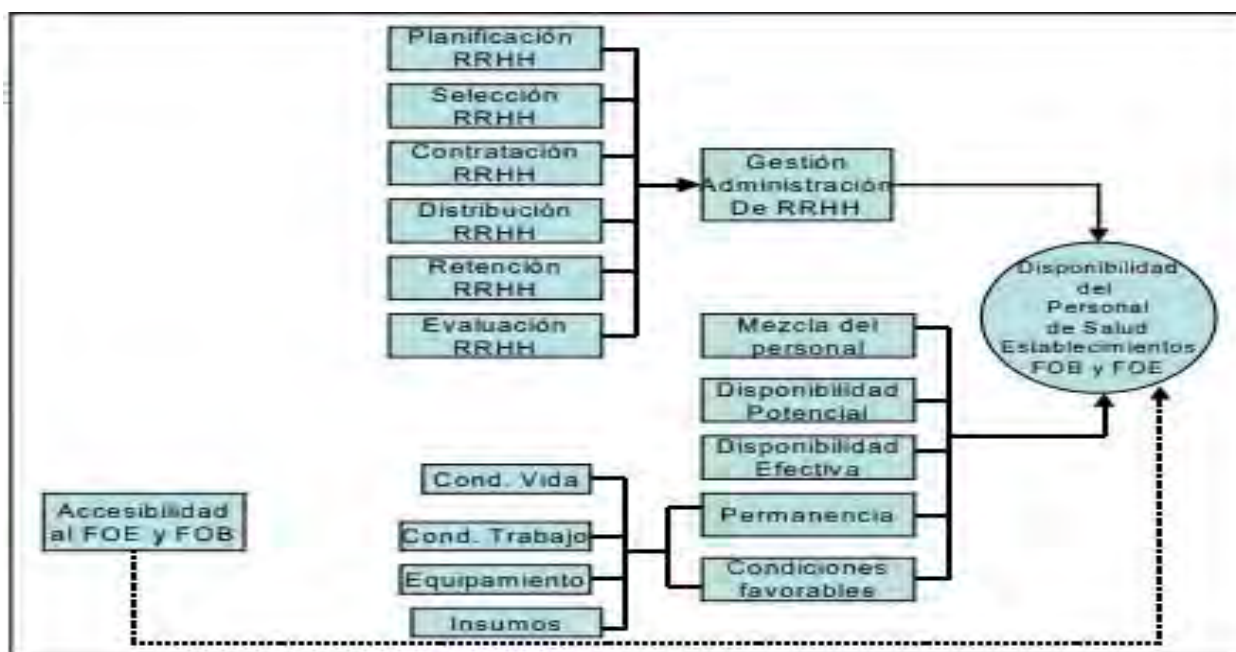 Planificación
RRHH
Selección
RRHH
Contratación
RRHH
Distribución
RRHH
Retención
RRHH
Evaluación
RRHH
Gestión
Administración
De RRHH
Disponibilidad
del
Personal
de Salud
Establecimientos
FOB y FOE
Mezcla del
personal
Disponibilidad
Potencial
Disponibilidad
Efectiva
Permanencia
Condiciones
favorables
Cond. Vida
Cond. Trabajo
Equipamiento
Insumos
Accesibilidad
al FOE y FOB